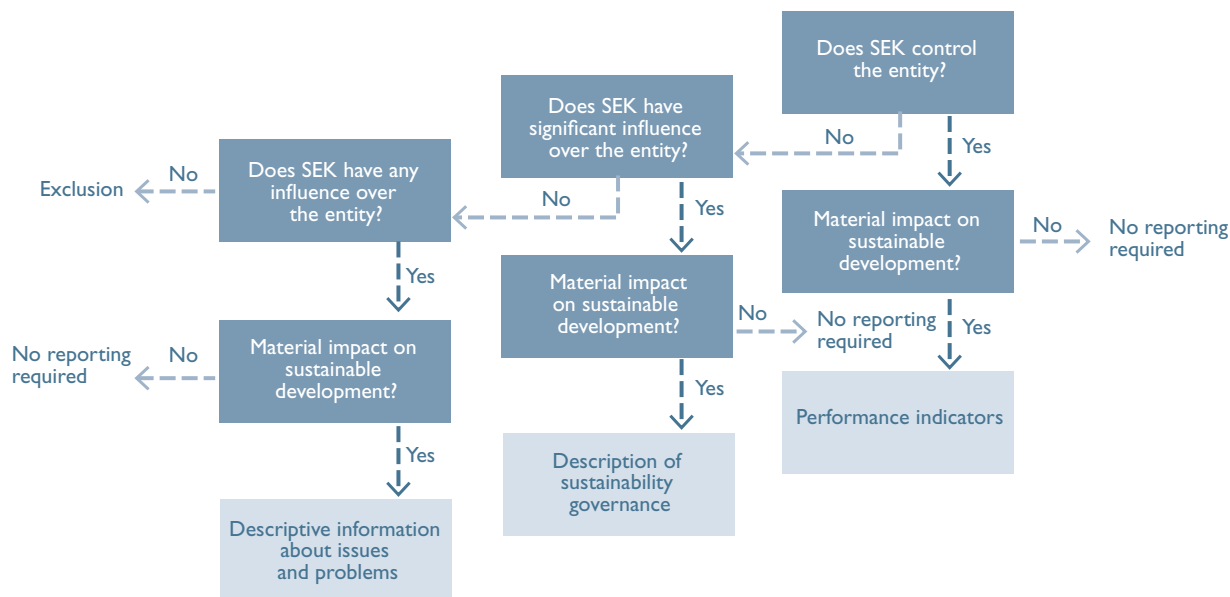 Does SEK control
the entity?
No
Yes
Does SEK have
significant influence
over the entity?
No
Yes
Does SEK have any
influence over
the entity?
No
Exclusion
Yes
Material impact on
sustainable
development?
No
No reporting
required
Yes
Performance indicators
Material impact
on sustainable
development?
No
No reporting
required
Yes
Description of
sustainability
governance
Material impact on
sustainable
development?
No
No reporting
required
Yes
Descriptive information
about issues
and problems